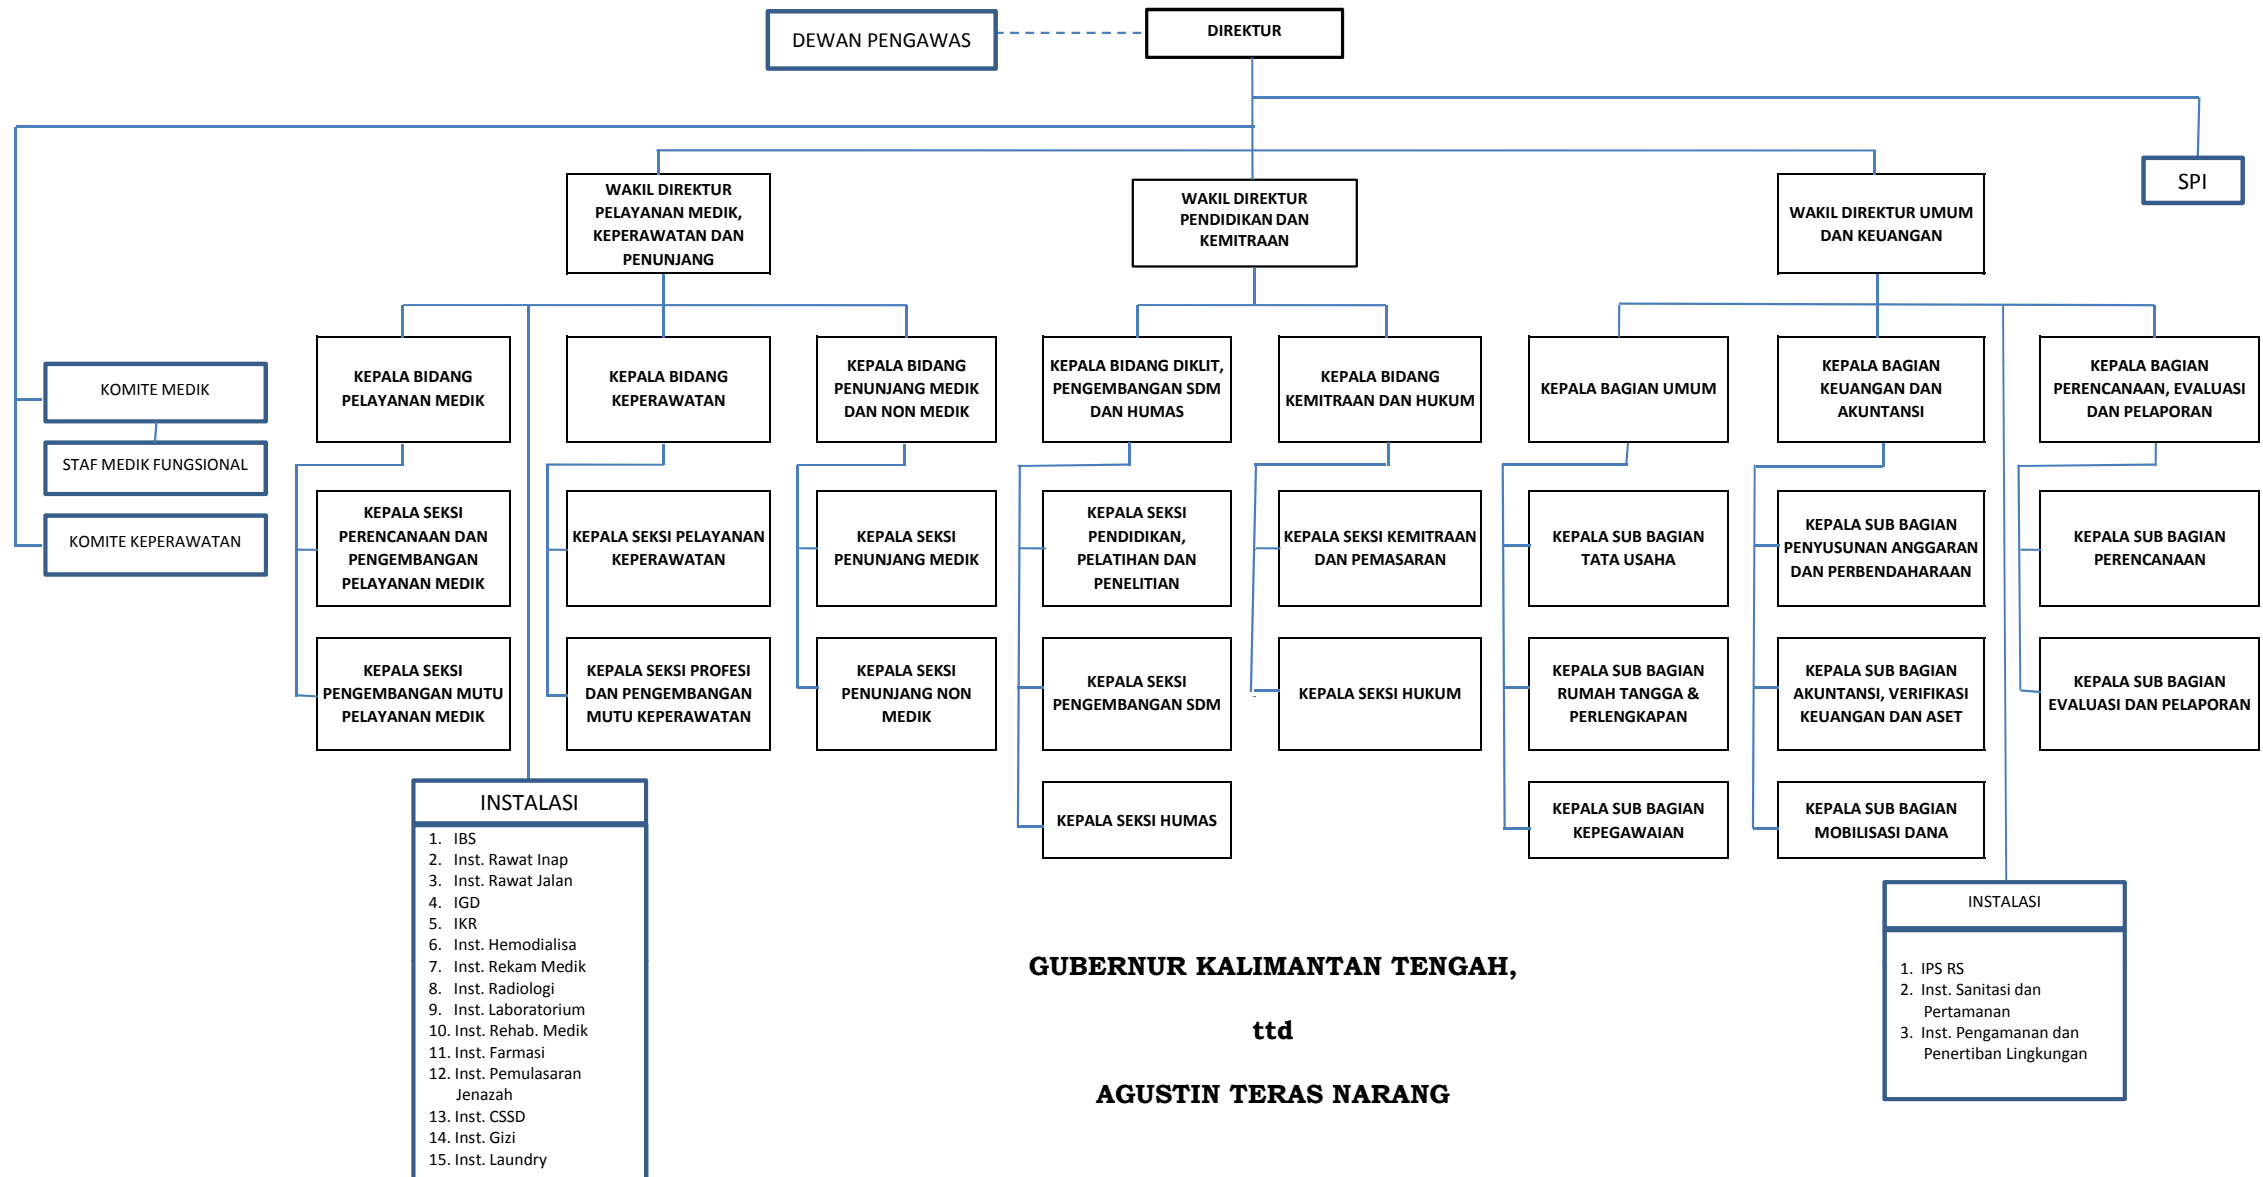 DEWAN PENGAWAS
DIREKTUR
SPI
WAKIL DIREKTUR
PELAYANAN MEDIK,
KEPERAWATAN DAN
PENUNJANG
WAKIL DIREKTUR
PENDIDIKAN DAN
KEMITRAAN
WAKIL DIREKTUR UMUM
DAN KEUANGAN
KOMITE MEDIK
STAF MEDIK FUNGSIONAL
KOMITE KEPERAWATAN
KEPALA BIDANG
PELAYANAN MEDIK
KEPALA BIDANG
KEPERAWATAN
KEPALA BIDANG
PENUNJANG MEDIK
DAN NON MEDIK
KEPALA BIDANG DIKLIT,
PENGEMBANGAN SDM
DAN HUMAS
KEPALA BIDANG
KEMITRAAN DAN HUKUM
KEPALA BAGIAN UMUM
KEPALA BAGIAN
KEUANGAN DAN
AKUNTANSI
KEPALA BAGIAN
PERENCANAAN, EVALUASI
DAN PELAPORAN
KEPALA SEKSI
PERENCANAAN DAN
PENGEMBANGAN
PELAYANAN MEDIK
KEPALA SEKSI PELAYANAN
KEPERAWATAN
KEPALA SEKSI
PENUNJANG MEDIK
KEPALA SEKSI
PENDIDIKAN,
PELATIHAN DAN
PENELITIAN
KEPALA SEKSI KEMITRAAN
DAN PEMASARAN
KEPALA SUB BAGIAN
TATA USAHA
KEPALA SUB BAGIAN
PENYUSUNAN ANGGARAN
DAN PERBENDAHARAAN
KEPALA SUB BAGIAN
PERENCANAAN
KEPALA SEKSI
PENGEMBANGAN MUTU
PELAYANAN MEDIK
KEPALA SEKSI PROFESI
DAN PENGEMBANGAN
MUTU KEPERAWATAN
KEPALA SEKSI
PENUNJANG NON
MEDIK
KEPALA SEKSI
PENGEMBANGAN SDM
KEPALA SEKSI HUKUM
KEPALA SUB BAGIAN
RUMAH TANGGA &
PERLENGKAPAN
KEPALA SUB BAGIAN
AKUNTANSI, VERIFIKASI
KEUANGAN DAN ASET
KEPALA SUB BAGIAN
EVALUASI DAN PELAPORAN
KEPALA SEKSI HUMAS
KEPALA SUB BAGIAN
KEPEGAWAIAN
KEPALA SUB BAGIAN
MOBILISASI DANA
INSTALASI
1. IBS
2. Inst. Rawat Inap
3. Inst. Rawat Jalan
4. IGD
5. IKR
6. Inst. Hemodialisa
7. Inst. Rekam Medik
8. Inst. Radiologi
9. Inst. Laboratorium
10. Inst. Rehab. Medik
11. Inst. Farmasi
12. Inst. Pemulasaran
Jenazah
13. Inst. CSSD
14. Inst. Gizi
15. Inst. Laundry
INSTALASI
1. IPS RS
2. Inst. Sanitasi dan
Pertamanan
3. Inst. Pengamanan dan
Penertiban Lingkungan
GUBERNUR KALIMANTAN TENGAH,
ttd
AGUSTIN TERAS NARANG